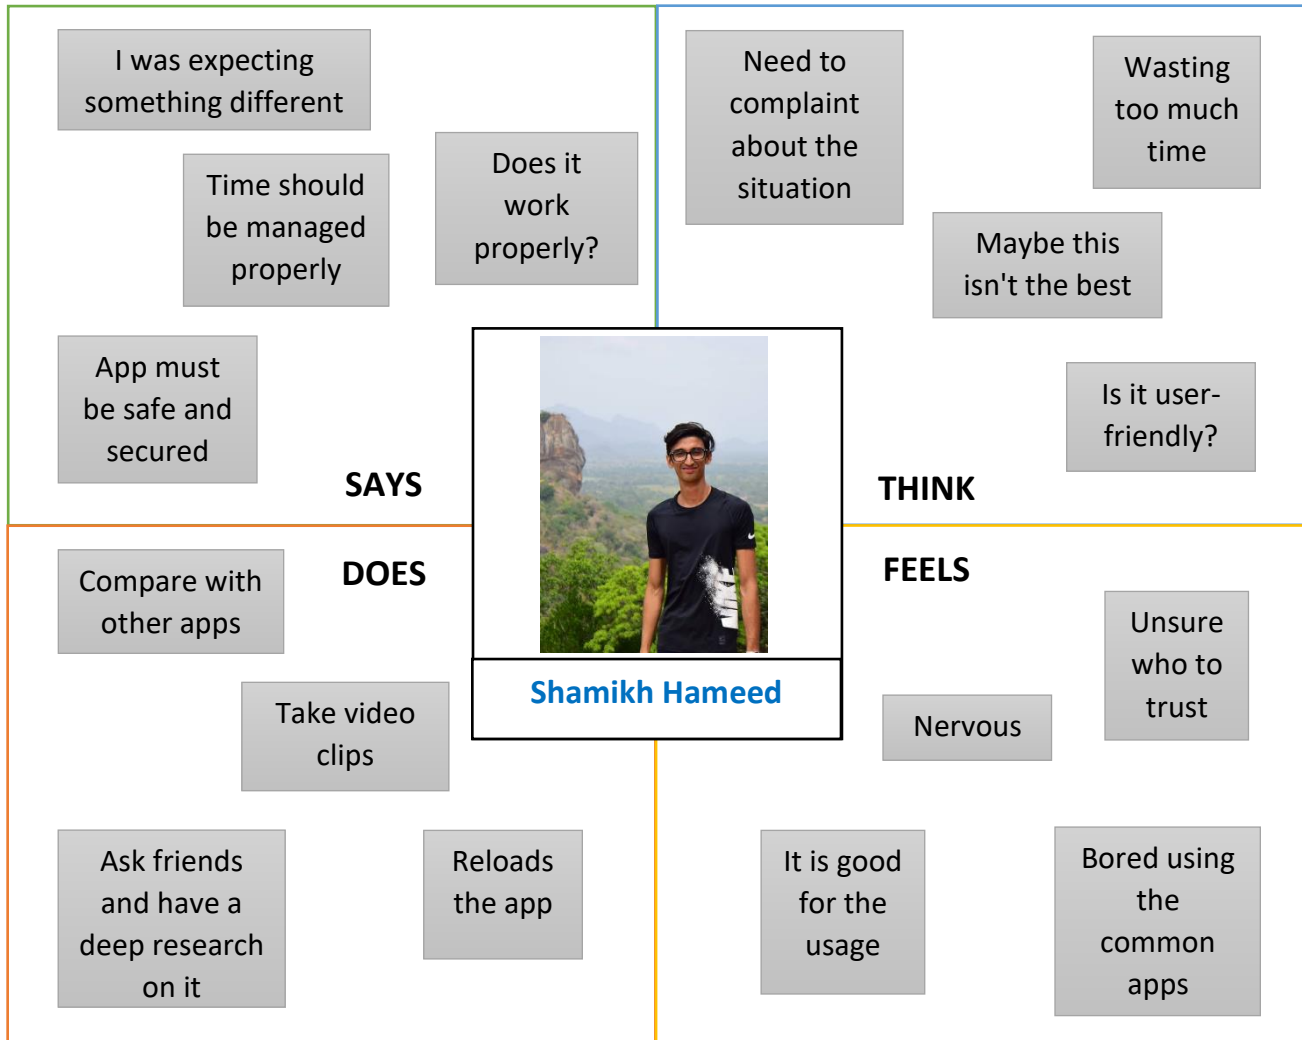 I was expecting
something different
Time should
be managed
properly
Does it
work
properly?
App must
be safe and
secured
SAYS
Need to
complaint
about the
situation
Wasting
too much
time
Maybe this
isn't the best
Is it user-
friendly?
THINK
Shamikh Hameed
DOES
Compare with
other apps
Take video
clips
Ask friends
and have a
deep research
on it
Reloads
the app
FEELS
Unsure
who to
trust
Nervous
It is good
for the
usage
Bored using
the
common
apps